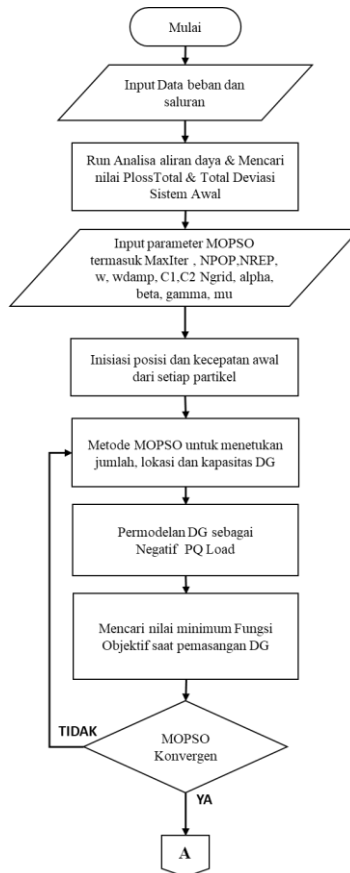 Mulai
Input Data beban dan
saluran
Run Analisa aliran daya & Mencari
nilai PlossTotal & Total Deviasi
Sistem Awal
Input parameter MOPSO
termasuk MaxIter , NPOP,NREP,
w, wdamp, C1,C2 Ngrid, alpha,
beta, gamma, mu
Inisiasi posisi dan kecepatan awal
dari setiap partikel
Metode MOPSO untuk menetukan
jumlah, lokasi dan kapasitas DG
Permodelan DG sebagai
Negatif PQ Load
Mencari nilai minimum Fungsi
Objektif saat pemasangan DG
TIDAK
MOPSO
Konvergen
YA
A